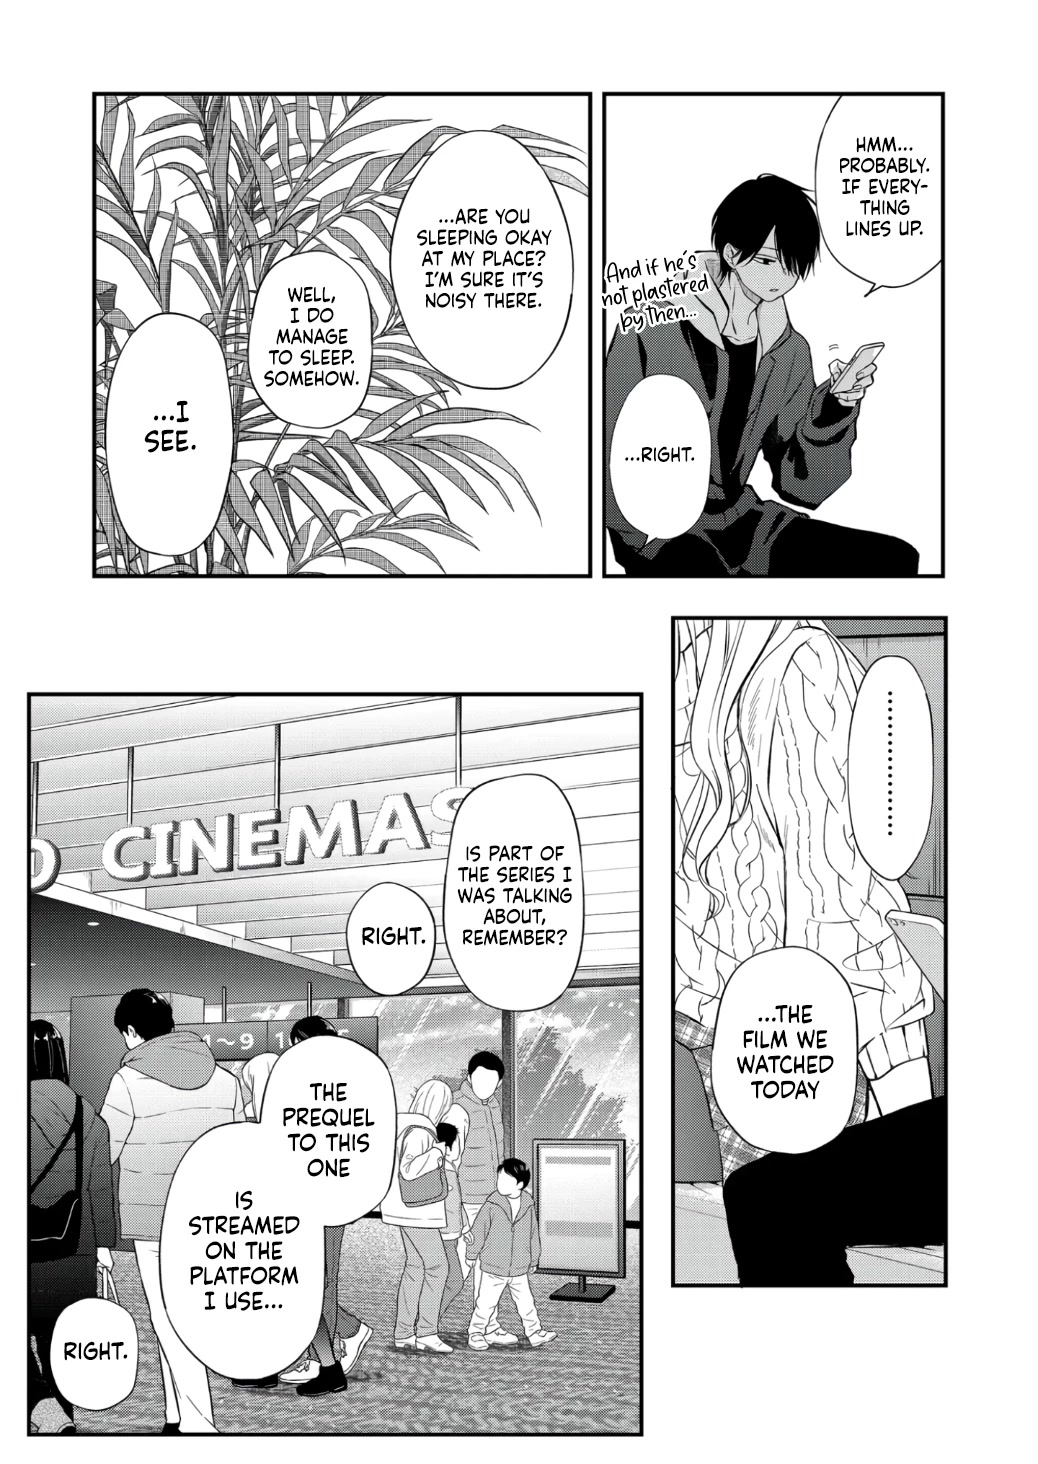 HMM...
PROBABLY.
IF EVERY-
THING
LINES UP.
And if he's
not plastered
by then...
...RIGHT.
...ARE YOU
SLEEPING OKAY
AT MY PLACE?
I'M SURE IT'S
NOISY THERE.
WELL,
I DO
MANAGE
TO SLEEP.
SOMEHOW.
...I
SEE.
............
...THE
FILM WE
WATCHED
TODAY
IS PART OF
THE SERIES I
WAS TALKING
ABOUT,
REMEMBER?
RIGHT.
CINEMAS
1~9
THE
PREQUEL
TO THIS
ONE
IS
STREAMED
ON THE
PLATFORM
I USE...
RIGHT.